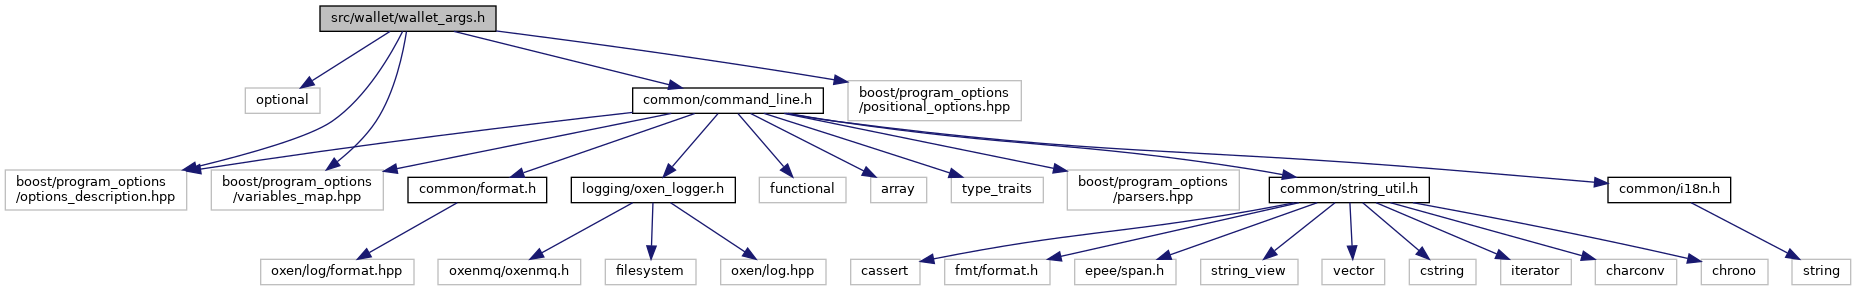 src/wallet/wallet_args.h
optional
common/command_line.h
boost/program_options
/positional_options.hpp
boost/program_options
/options_description.hpp
boost/program_options
/variables_map.hpp
common/format.h
logging/oxen_logger.h
functional
array
type_traits
boost/program_options
/parsers.hpp
common/string_util.h
common/i18n.h
oxen/log/format.hpp
oxenmq/oxenmq.h
filesystem
oxen/log.hpp
cassert
fmt/format.h
epee/span.h
string_view
vector
cstring
iterator
charconv
chrono
string